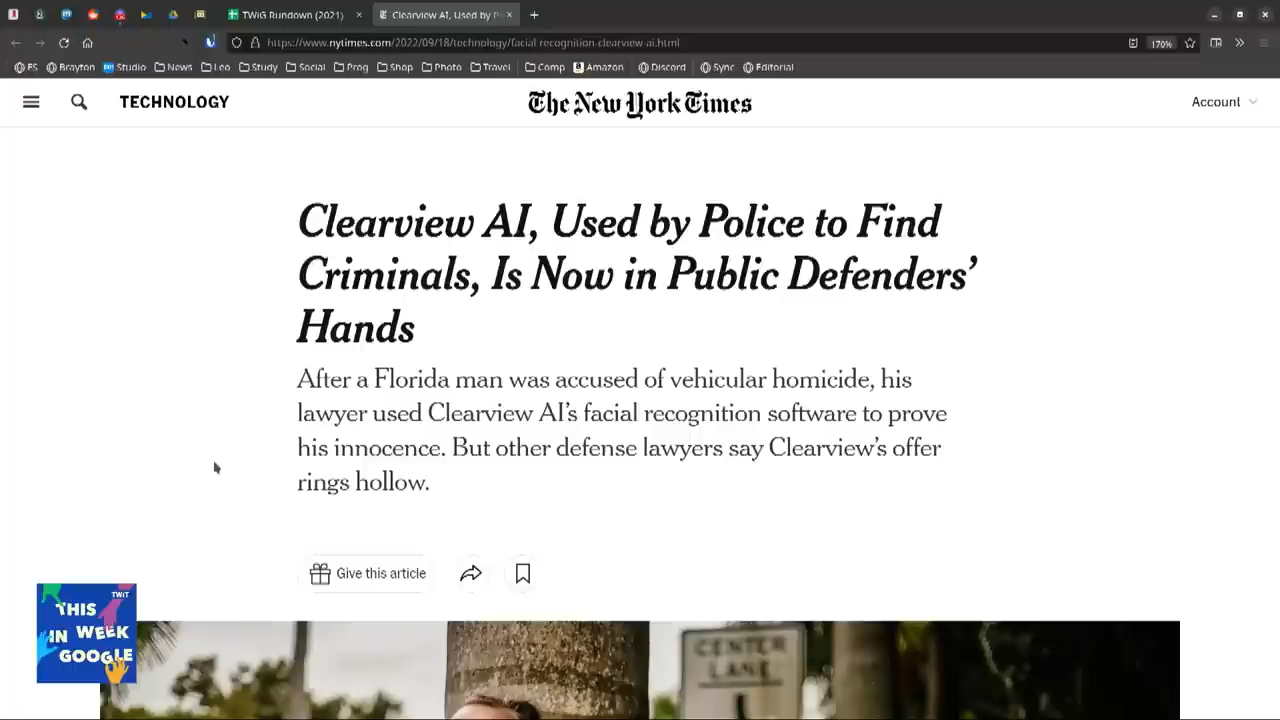 TWiG Rundown (2021)
Clearview AI, Used by P
https://www.nytimes.com/2022/09/18/technology/facial-recognition-clearview-ai.html
170%
FS Brayton Studio News Leo Study Social Prog Shop Photo Travel Comp Amazon Discord Sync Editorial
TECHNOLOGY
The New York Times
Account
Clearview AI, Used by Police to Find
Criminals, Is Now in Public Defenders’
Hands
After a Florida man was accused of vehicular homicide, his
lawyer used Clearview AI’s facial recognition software to prove
his innocence. But other defense lawyers say Clearview’s offer
rings hollow.
Give this article
TWiT
THIS
IN WEEK
GOOGLE
CENTER
LANE